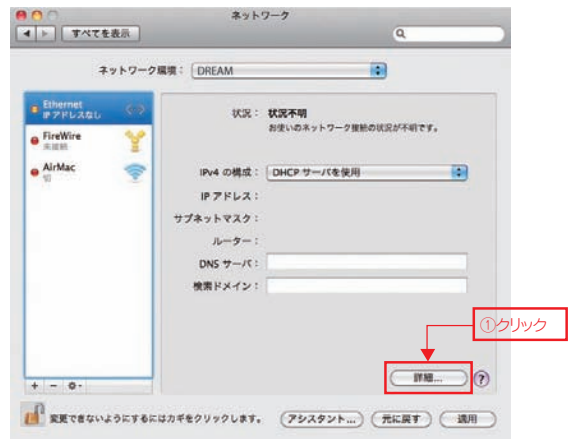 ネットワーク
すべてを表示
ネットワーク環境： DREAM
Ethernet
IPアドレスなし
FireWire
未接続
AirMac
切
状況： 状況不明
お使いのネットワーク接続の状況が不明です。
IPv4 の構成： DHCP サーバを使用
IP アドレス：
サブネットマスク：
ルーター：
DNS サーバ：
検索ドメイン：
①クリック
詳細...
?
+ −
変更できないようにするにはカギをクリックします。
アシスタント... 元に戻す 適用